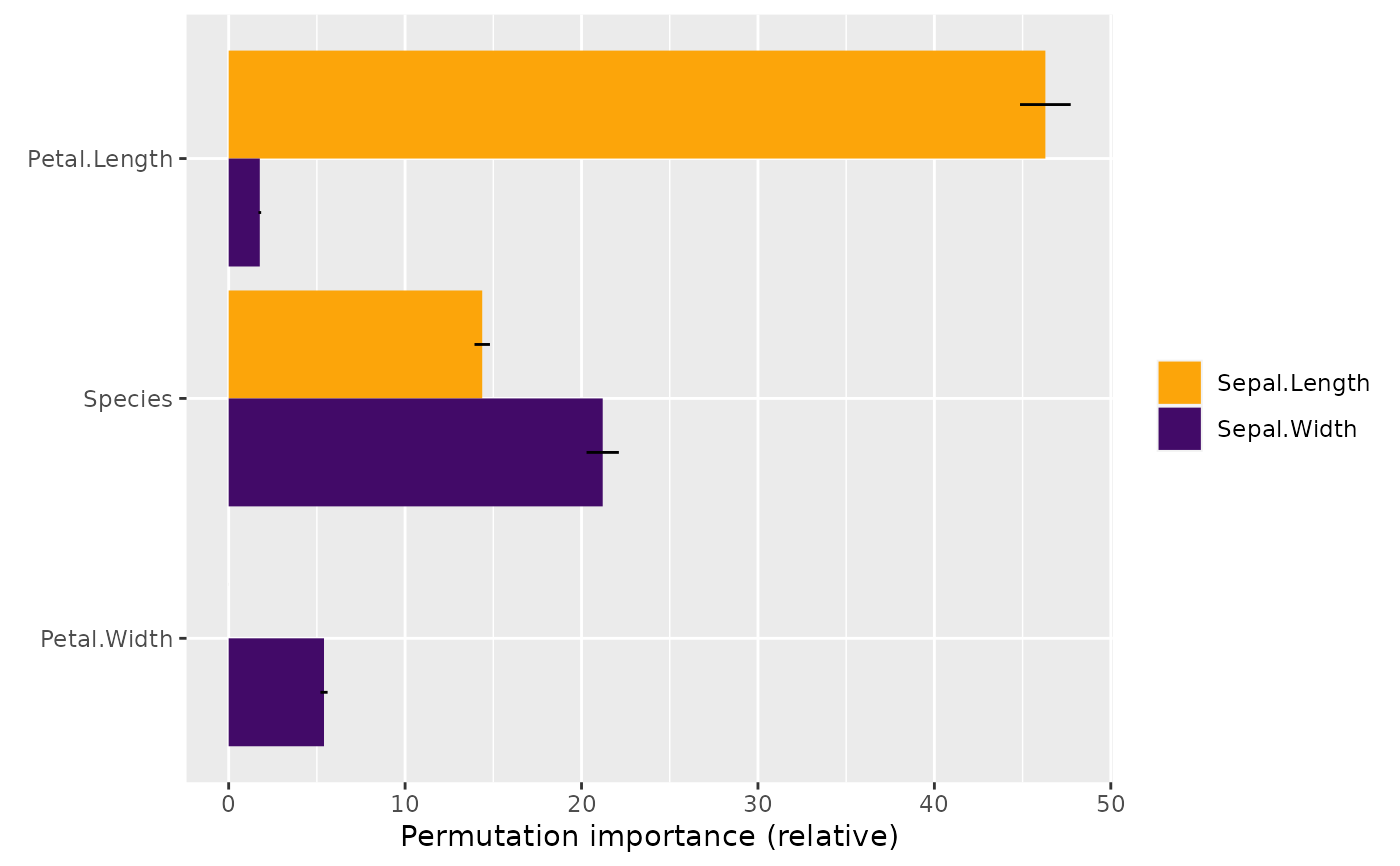 Petal.Length
Species
Petal.Width
0 10 20 30 40 50
Permutation importance (relative)
Sepal.Length
Sepal.Width